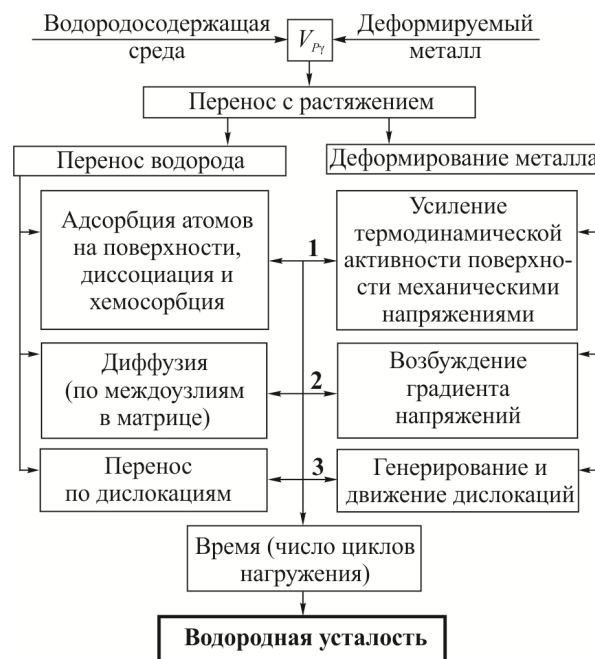 Водородосодержащая
среда
V_Pγ
Деформируемый
металл
Перенос с растяжением
Перенос водорода
Деформирование металла
Адсорбция атомов
на поверхности,
диссоциация и
хемосорбция
1
Усиление
термодинамической
активности поверхно-
сти механическими
напряжениями
Диффузия
(по междоузлиям
в матрице)
2
Возбуждение
градиента
напряжений
Перенос
по дислокациям
3
Генерирование и
движение дислокаций
Время (число циклов
нагружения)
Водородная усталость